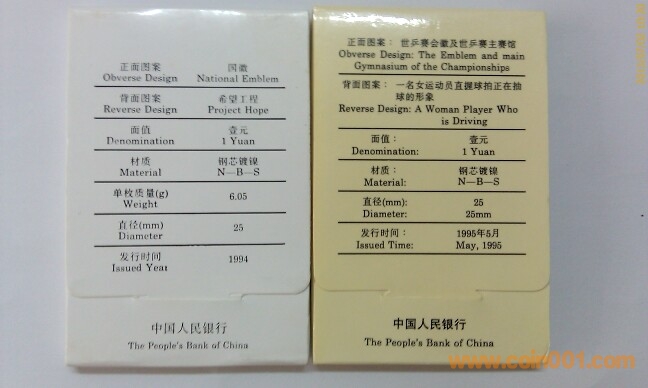 正面图案 国徽
Obverse Design National Emblem
背面图案 希望工程
Reverse Design Project Hope
面值 壹元
Denomination 1 Yuan
材质 钢芯镀镍
Material N—B—S
单枚质量(g) 6.05
Weight
直径(mm) 25
Diameter
发行时间 1994
Issued Year
中国人民银行
The People's Bank of China
正面图案： 世乒赛会徽及世乒赛主赛馆
Obverse Design: The Emblem and main
Gymnasium of the Championships
背面图案： 一名女运动员直握球拍正在抽
球的形象
Reverse Design: A Woman Player Who
is Driving
面值： 壹元
Denomination: 1 Yuan
材质： 钢芯镀镍
Material: N—B—S
直径(mm): 25
Diameter: 25mm
发行时间： 1995年5月
Issued Time: May, 1995
中国人民银行
The People's Bank of China
www.coin001.com